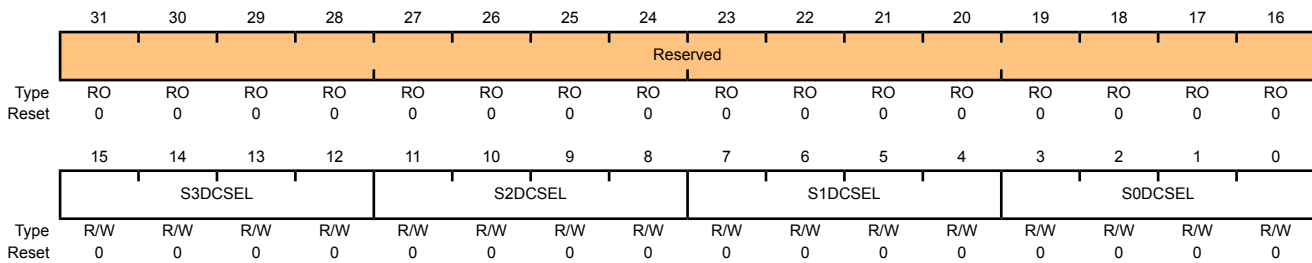 31 30 29 28 27 26 25 24 23 22 21 20 19 18 17 16
Reserved
Type RO RO RO RO RO RO RO RO RO RO RO RO RO RO RO RO
Reset 0 0 0 0 0 0 0 0 0 0 0 0 0 0 0 0
15 14 13 12 11 10 9 8 7 6 5 4 3 2 1 0
S3DCSEL S2DCSEL S1DCSEL S0DCSEL
Type R/W R/W R/W R/W R/W R/W R/W R/W R/W R/W R/W R/W R/W R/W R/W R/W
Reset 0 0 0 0 0 0 0 0 0 0 0 0 0 0 0 0